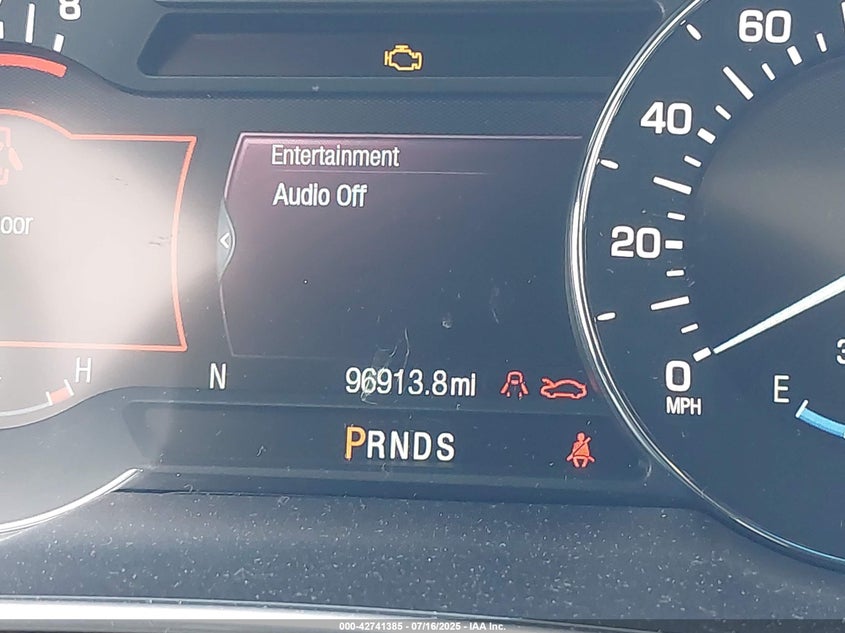 8
60
Entertainment
40
Audio Off
oor
20
H
N
96913.8mi
0
MPH
E
3
PRNDS
000-42741385 - 07/16/2025 - IAA Inc.